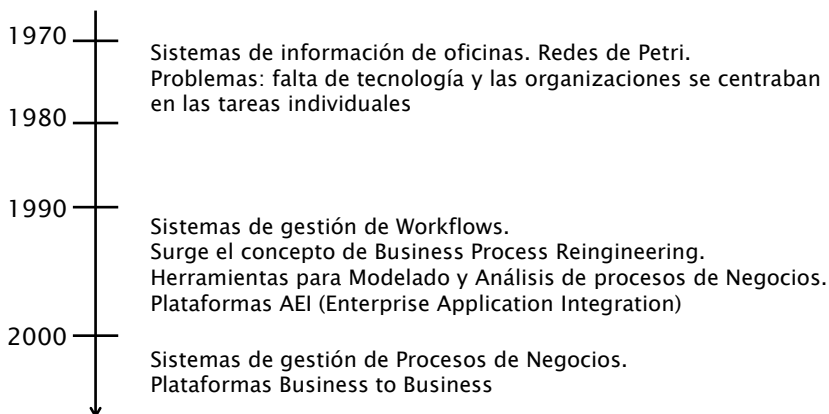 1970
Sistemas de información de oficinas. Redes de Petri.
Problemas: falta de tecnología y las organizaciones se centraban
en las tareas individuales
1980
1990
Sistemas de gestión de Workflows.
Surge el concepto de Business Process Reingineering.
Herramientas para Modelado y Análisis de procesos de Negocios.
Plataformas AEI (Enterprise Application Integration)
2000
Sistemas de gestión de Procesos de Negocios.
Plataformas Business to Business